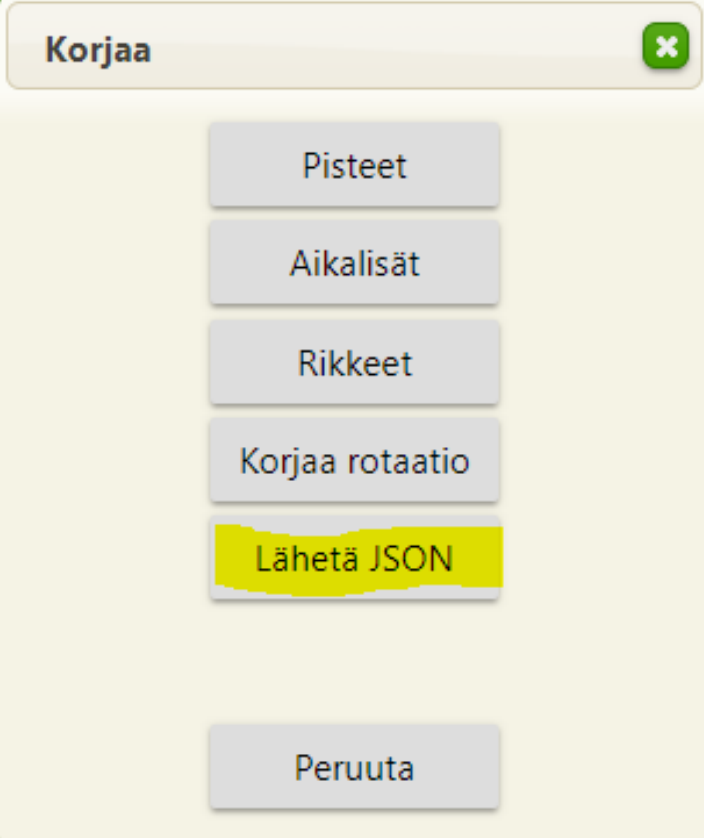 Korjaa
Pisteet
Aikalisät
Rikkeet
Korjaa rotaatio
Lähetä JSON
Peruuta